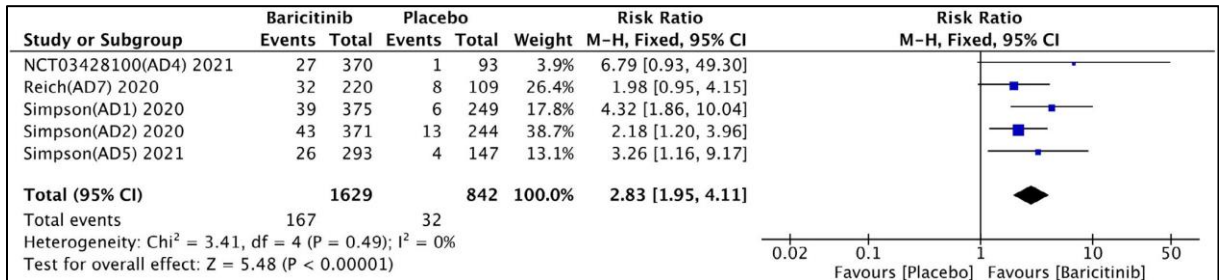 Baricitinib Placebo Risk Ratio Risk Ratio
Study or Subgroup Events Total Events Total Weight M-H, Fixed, 95% CI M-H, Fixed, 95% CI
NCT03428100(AD4) 2021 27 370 1 93 3.9% 6.79 [0.93, 49.30]
Reich(AD7) 2020 32 220 8 109 26.4% 1.98 [0.95, 4.15]
Simpson(AD1) 2020 39 375 6 249 17.8% 4.32 [1.86, 10.04]
Simpson(AD2) 2020 43 371 13 244 38.7% 2.18 [1.20, 3.96]
Simpson(AD5) 2021 26 293 4 147 13.1% 3.26 [1.16, 9.17]
Total (95% CI) 1629 842 100.0% 2.83 [1.95, 4.11]
Total events 167 32
Heterogeneity: Chi² = 3.41, df = 4 (P = 0.49); I² = 0%
Test for overall effect: Z = 5.48 (P < 0.00001)
0.02 0.1 1 10 50
Favours [Placebo] Favours [Baricitinib]